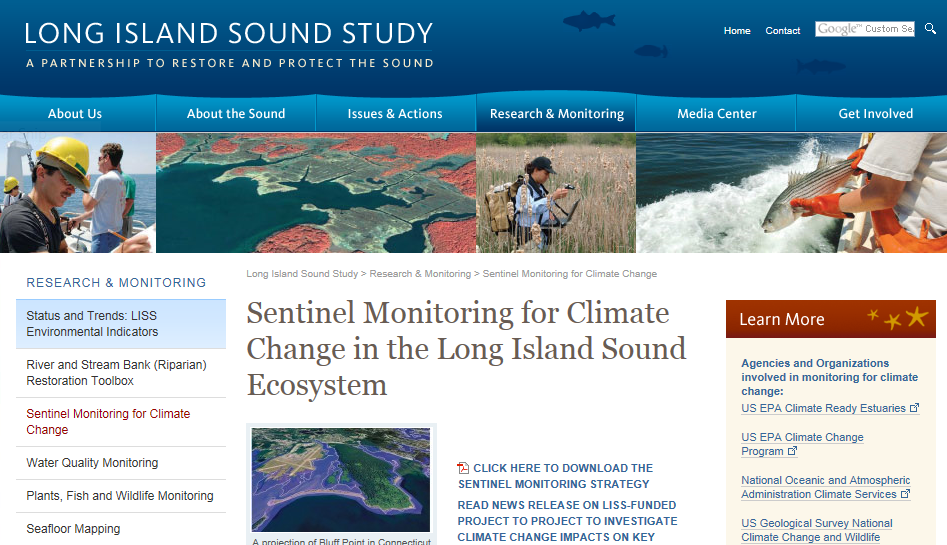 LONG ISLAND SOUND STUDY
A PARTNERSHIP TO RESTORE AND PROTECT THE SOUND
Home Contact Google™ Custom Sea
About Us About the Sound Issues & Actions Research & Monitoring Media Center Get Involved
Long Island Sound Study > Research & Monitoring > Sentinel Monitoring for Climate Change
RESEARCH & MONITORING
Status and Trends: LISS
Environmental Indicators
River and Stream Bank (Riparian)
Restoration Toolbox
Sentinel Monitoring for Climate
Change
Water Quality Monitoring
Plants, Fish and Wildlife Monitoring
Seafloor Mapping
Sentinel Monitoring for Climate
Change in the Long Island Sound
Ecosystem
A projection of Bluff Point in Connecticut
CLICK HERE TO DOWNLOAD THE
SENTINEL MONITORING STRATEGY
READ NEWS RELEASE ON LISS-FUNDED
PROJECT TO PROJECT TO INVESTIGATE
CLIMATE CHANGE IMPACTS ON KEY
Learn More
Agencies and Organizations
involved in monitoring for climate
change:
US EPA Climate Ready Estuaries
US EPA Climate Change
Program
National Oceanic and Atmospheric
Administration Climate Services
US Geological Survey National
Climate Change and Wildlife